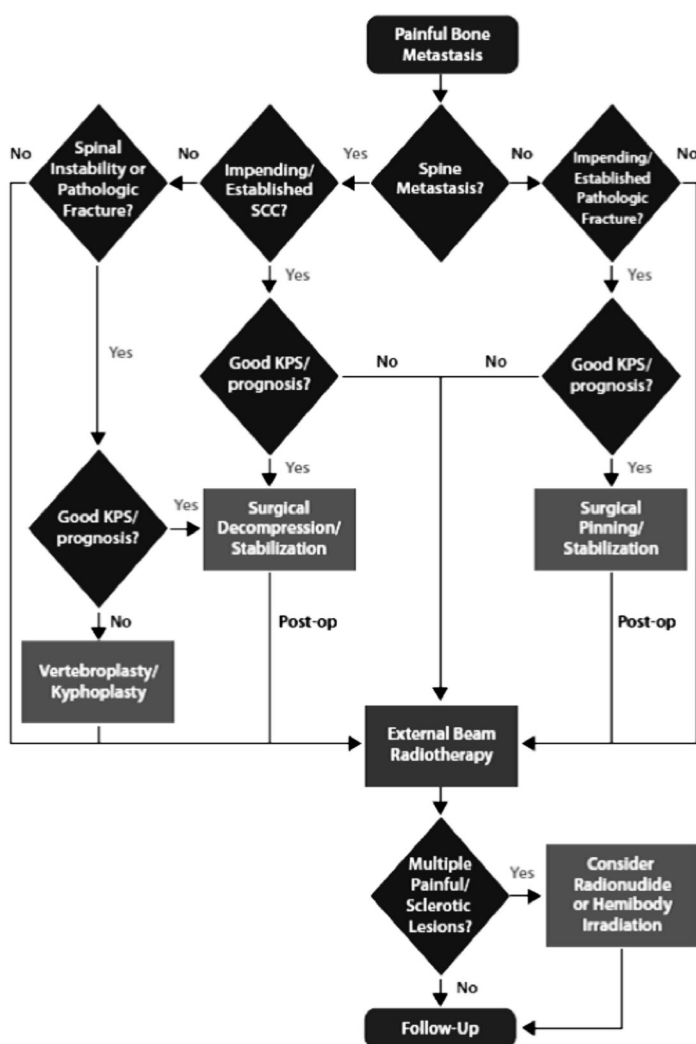 Painful Bone
Metastasis
No
Spinal
Instability or
Pathologic
Fracture?
No
Impending/
Established
SCC?
Yes
Spine
Metastasis?
No
Impending/
Established
Pathologic
Fracture?
No
Yes
Yes
Yes
Good KPS/
prognosis?
No
No
Good KPS/
prognosis?
Yes
Yes
Good KPS/
prognosis?
Yes
Surgical
Decompression/
Stabilization
Surgical
Pinning/
Stabilization
No
Post-op
Post-op
Vertebroplasty/
Kyphoplasty
External Beam
Radiotherapy
Multiple
Painful/
Sclerotic
Lesions?
Yes
Consider
Radionudide
or Hemibody
Irradiation
No
Follow-Up